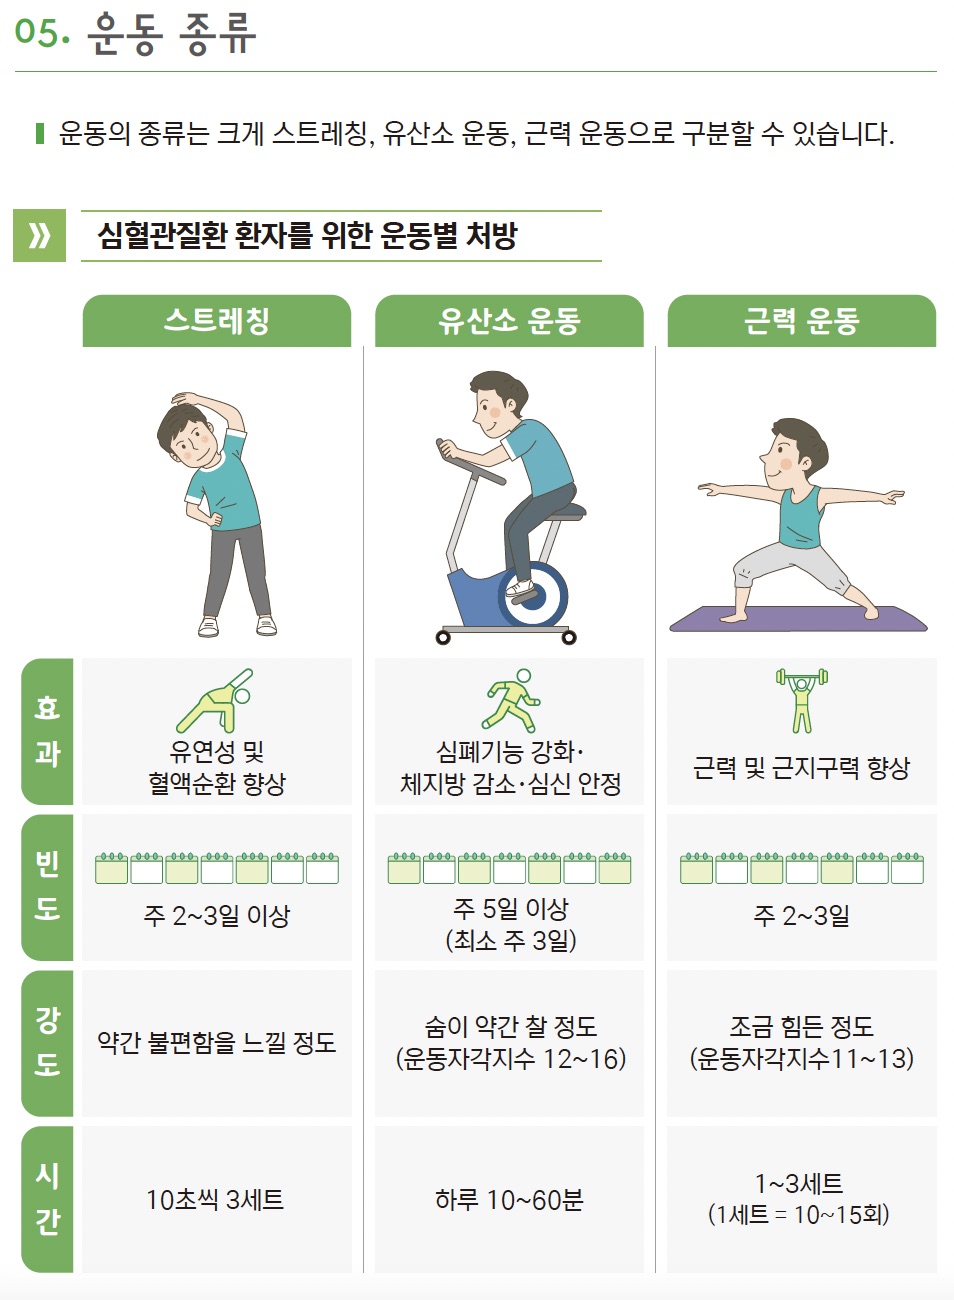 05. 운동 종류
운동의 종류는 크게 스트레칭, 유산소 운동, 근력 운동으로 구분할 수 있습니다.
심혈관질환 환자를 위한 운동별 처방
스트레칭
유산소 운동
근력 운동
효과
유연성 및
혈액순환 향상
심폐기능 강화·
체지방 감소·심신 안정
근력 및 근지구력 향상
빈도
주 2~3일 이상
주 5일 이상
(최소 주 3일)
주 2~3일
강도
약간 불편함을 느낄 정도
숨이 약간 찰 정도
(운동자각지수 12~16)
조금 힘든 정도
(운동자각지수11~13)
시간
10초씩 3세트
하루 10~60분
1~3세트
(1세트 = 10~15회)